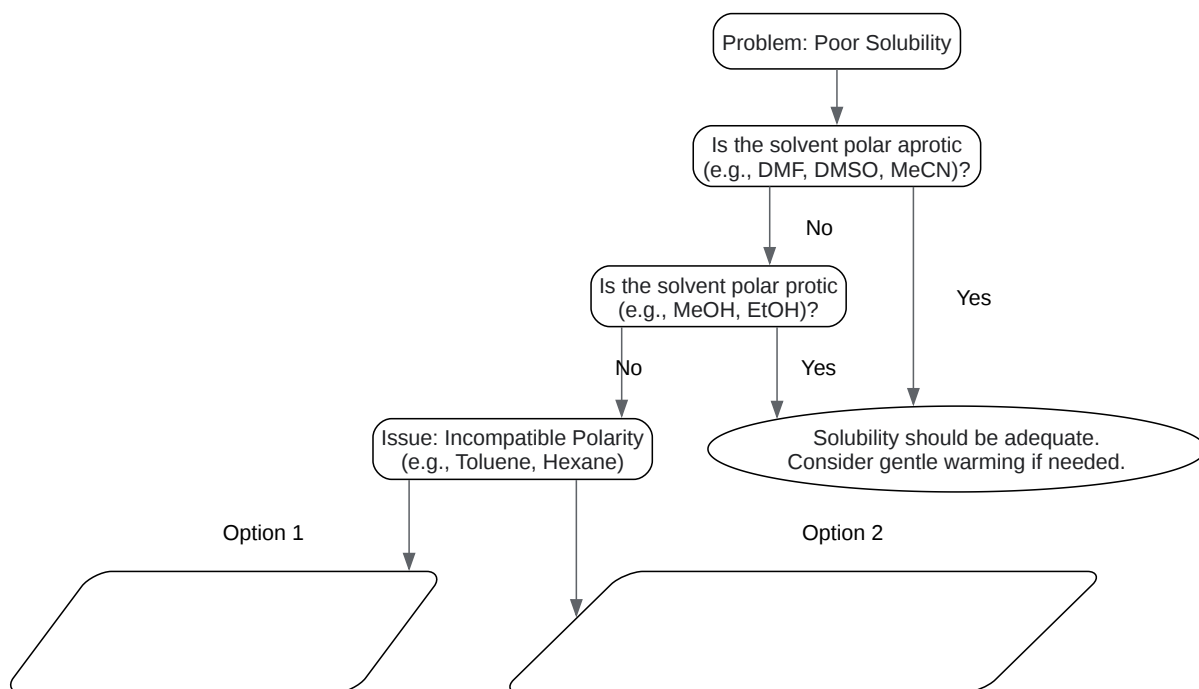 Problem: Poor Solubility
Is the solvent polar aprotic
(e.g., DMF, DMSO, MeCN)?
No
Is the solvent polar protic
(e.g., MeOH, EtOH)?
Yes
No
Yes
Issue: Incompatible Polarity
(e.g., Toluene, Hexane)
Solubility should be adequate.
Consider gentle warming if needed.
Option 1
Option 2